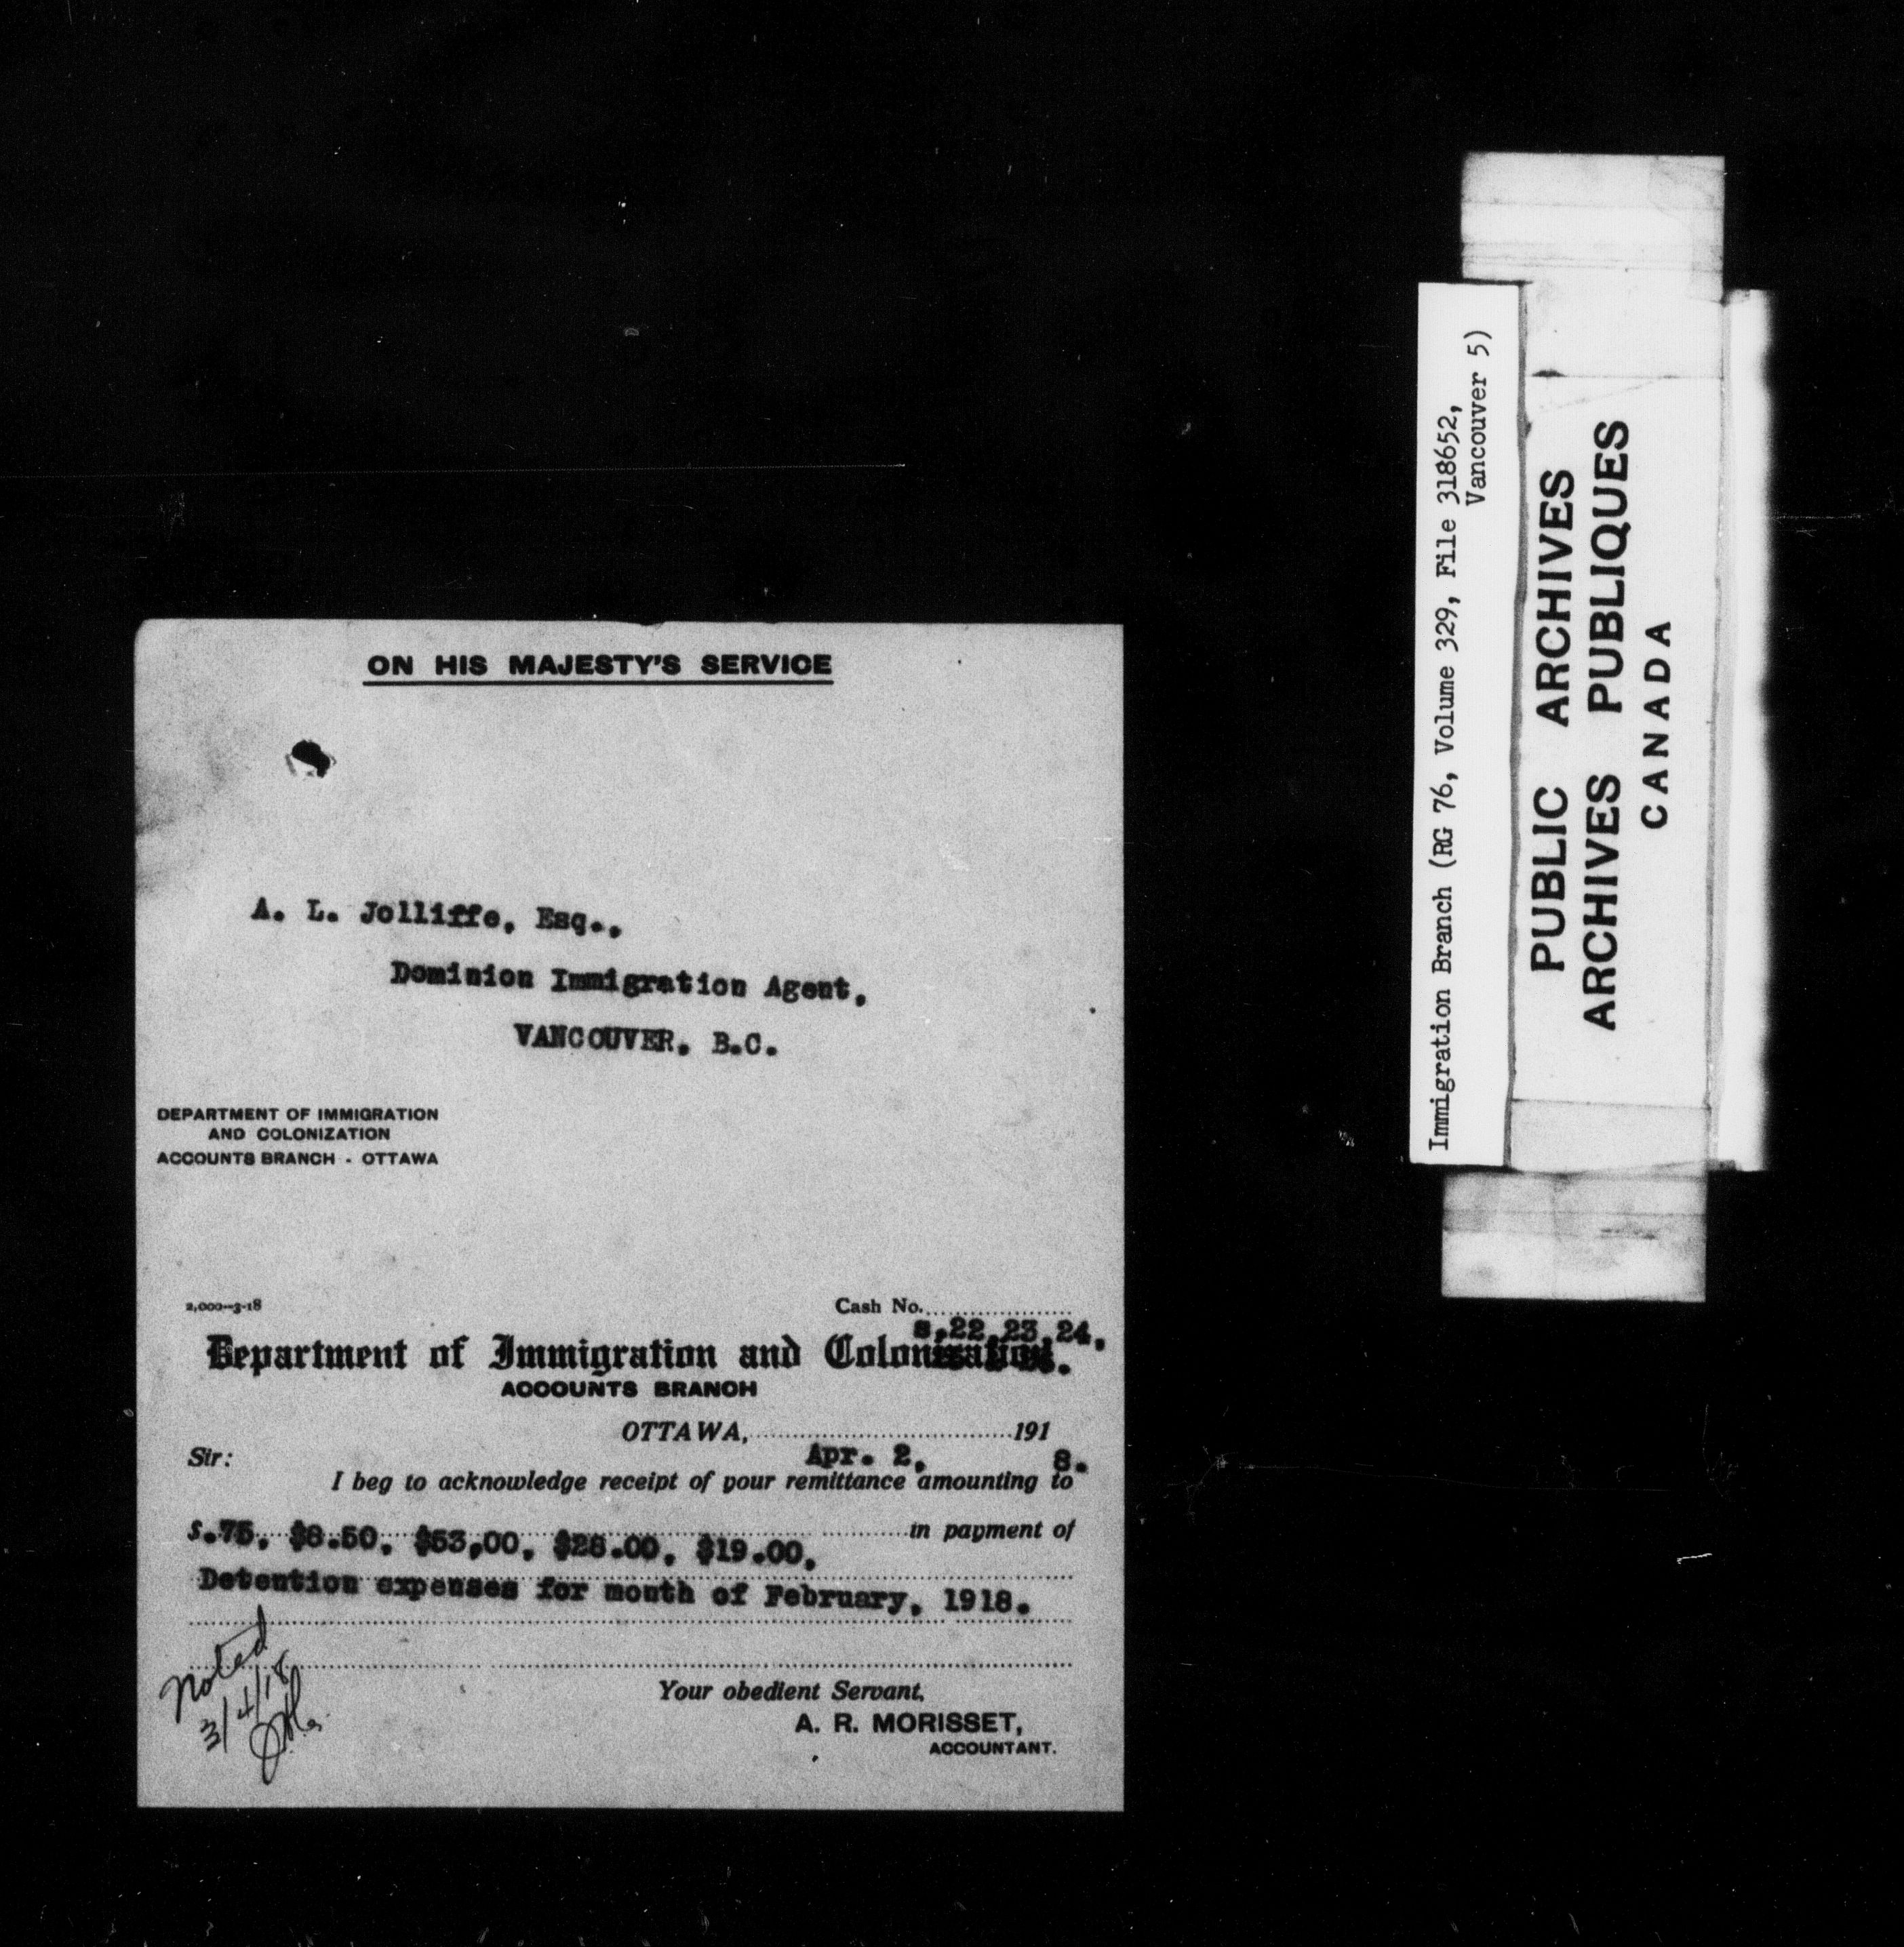 ON HIS MAJESTY'S SERVICE
A. L. Jolliffe, Esq.,
Dominion Immigration Agent,
VANCOUVER, B.C.
DEPARTMENT OF IMMIGRATION
AND COLONIZATION
ACCOUNTS BRANCH - OTTAWA
2,000--3-18
Cash No.
s,22,23,24,
Department of Immigration and Colonization.
ACCOUNTS BRANCH
OTTAWA, 191
Sir: Apr. 2, 8.
I beg to acknowledge receipt of your remittance amounting to
$ in payment of
.75, $8.50, $53,00, $28.00, $19.00,
Detention expenses for month of February, 1918.
Noted
3/4/18
Your obedient Servant,
A. R. MORISSET,
ACCOUNTANT.
Immigration Branch (RG 76, Volume 329, File 318652,
Vancouver 5)
PUBLIC ARCHIVES
ARCHIVES PUBLIQUES
CANADA